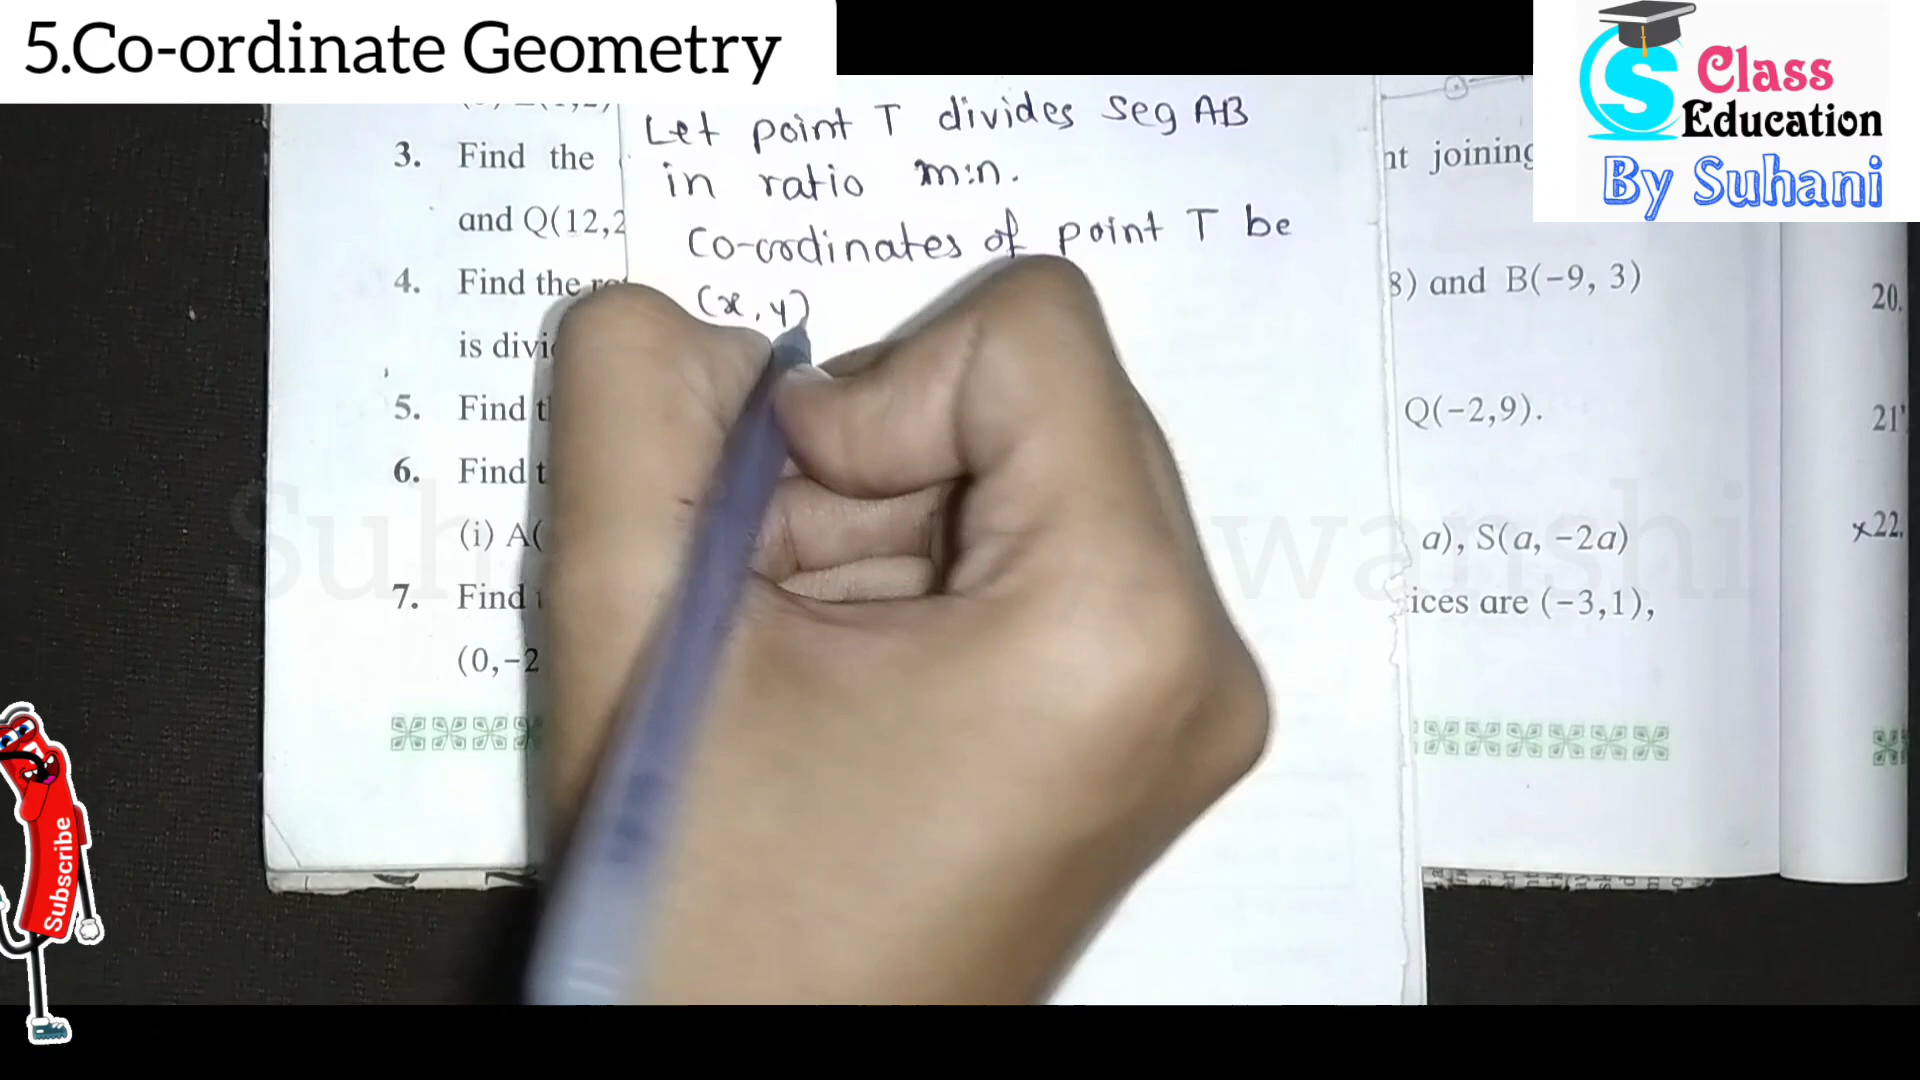 5.Co-ordinate Geometry
Class
Education
By Suhani
Let point T divides seg AB
in ratio m:n.
Co-ordinates of point T be
(x, y)
3. Find the
joining
and Q(12,2
4. Find the
8) and B(-9, 3)
20.
is divi
5. Find
Q(-2,9).
21
6. Find t
(i) A(
a), S(a, -2a)
x22.
7. Find
ices are (-3,1),
(0,-2
Subscribe